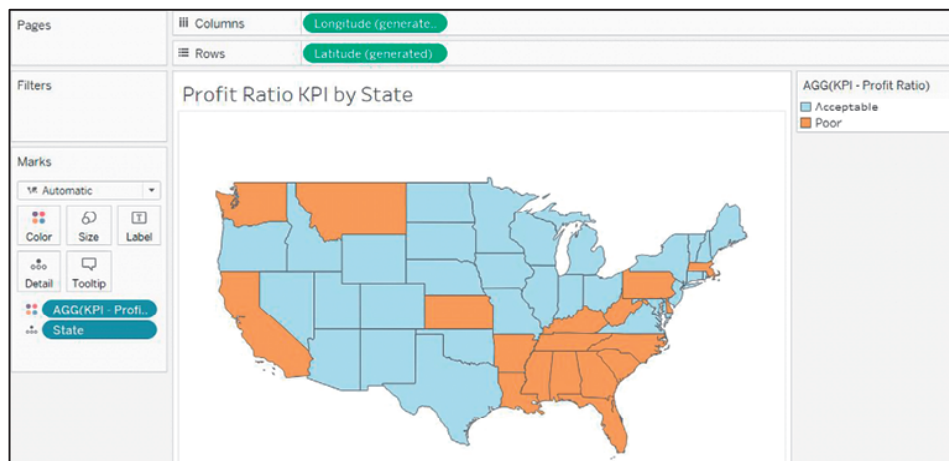 Pages
Columns
Longitude (generate..
Rows
Latitude (generated)
Filters
Profit Ratio KPI by State
AGG(KPI - Profit Ratio)
Acceptable
Poor
Marks
Automatic
Color
Size
Label
Detail
Tooltip
AGG(KPI - Profi..
State